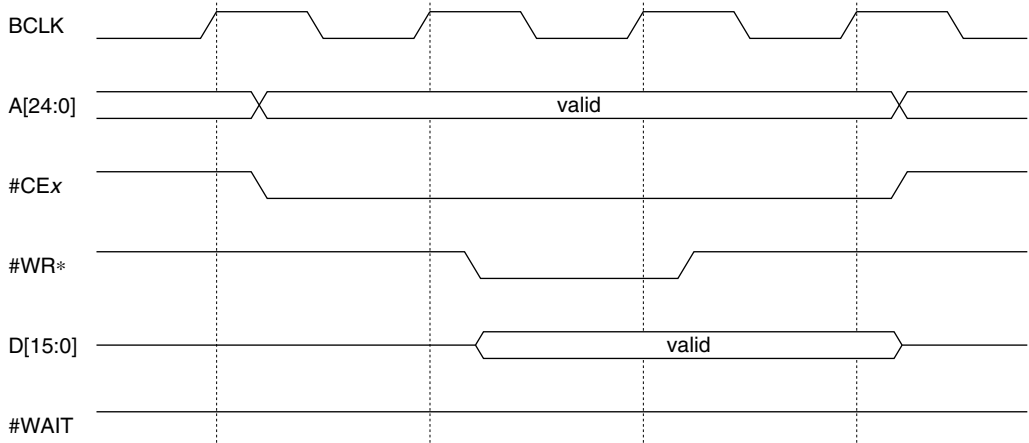 BCLK
A[24:0]
valid
#CEx
#WR*
D[15:0]
valid
#WAIT